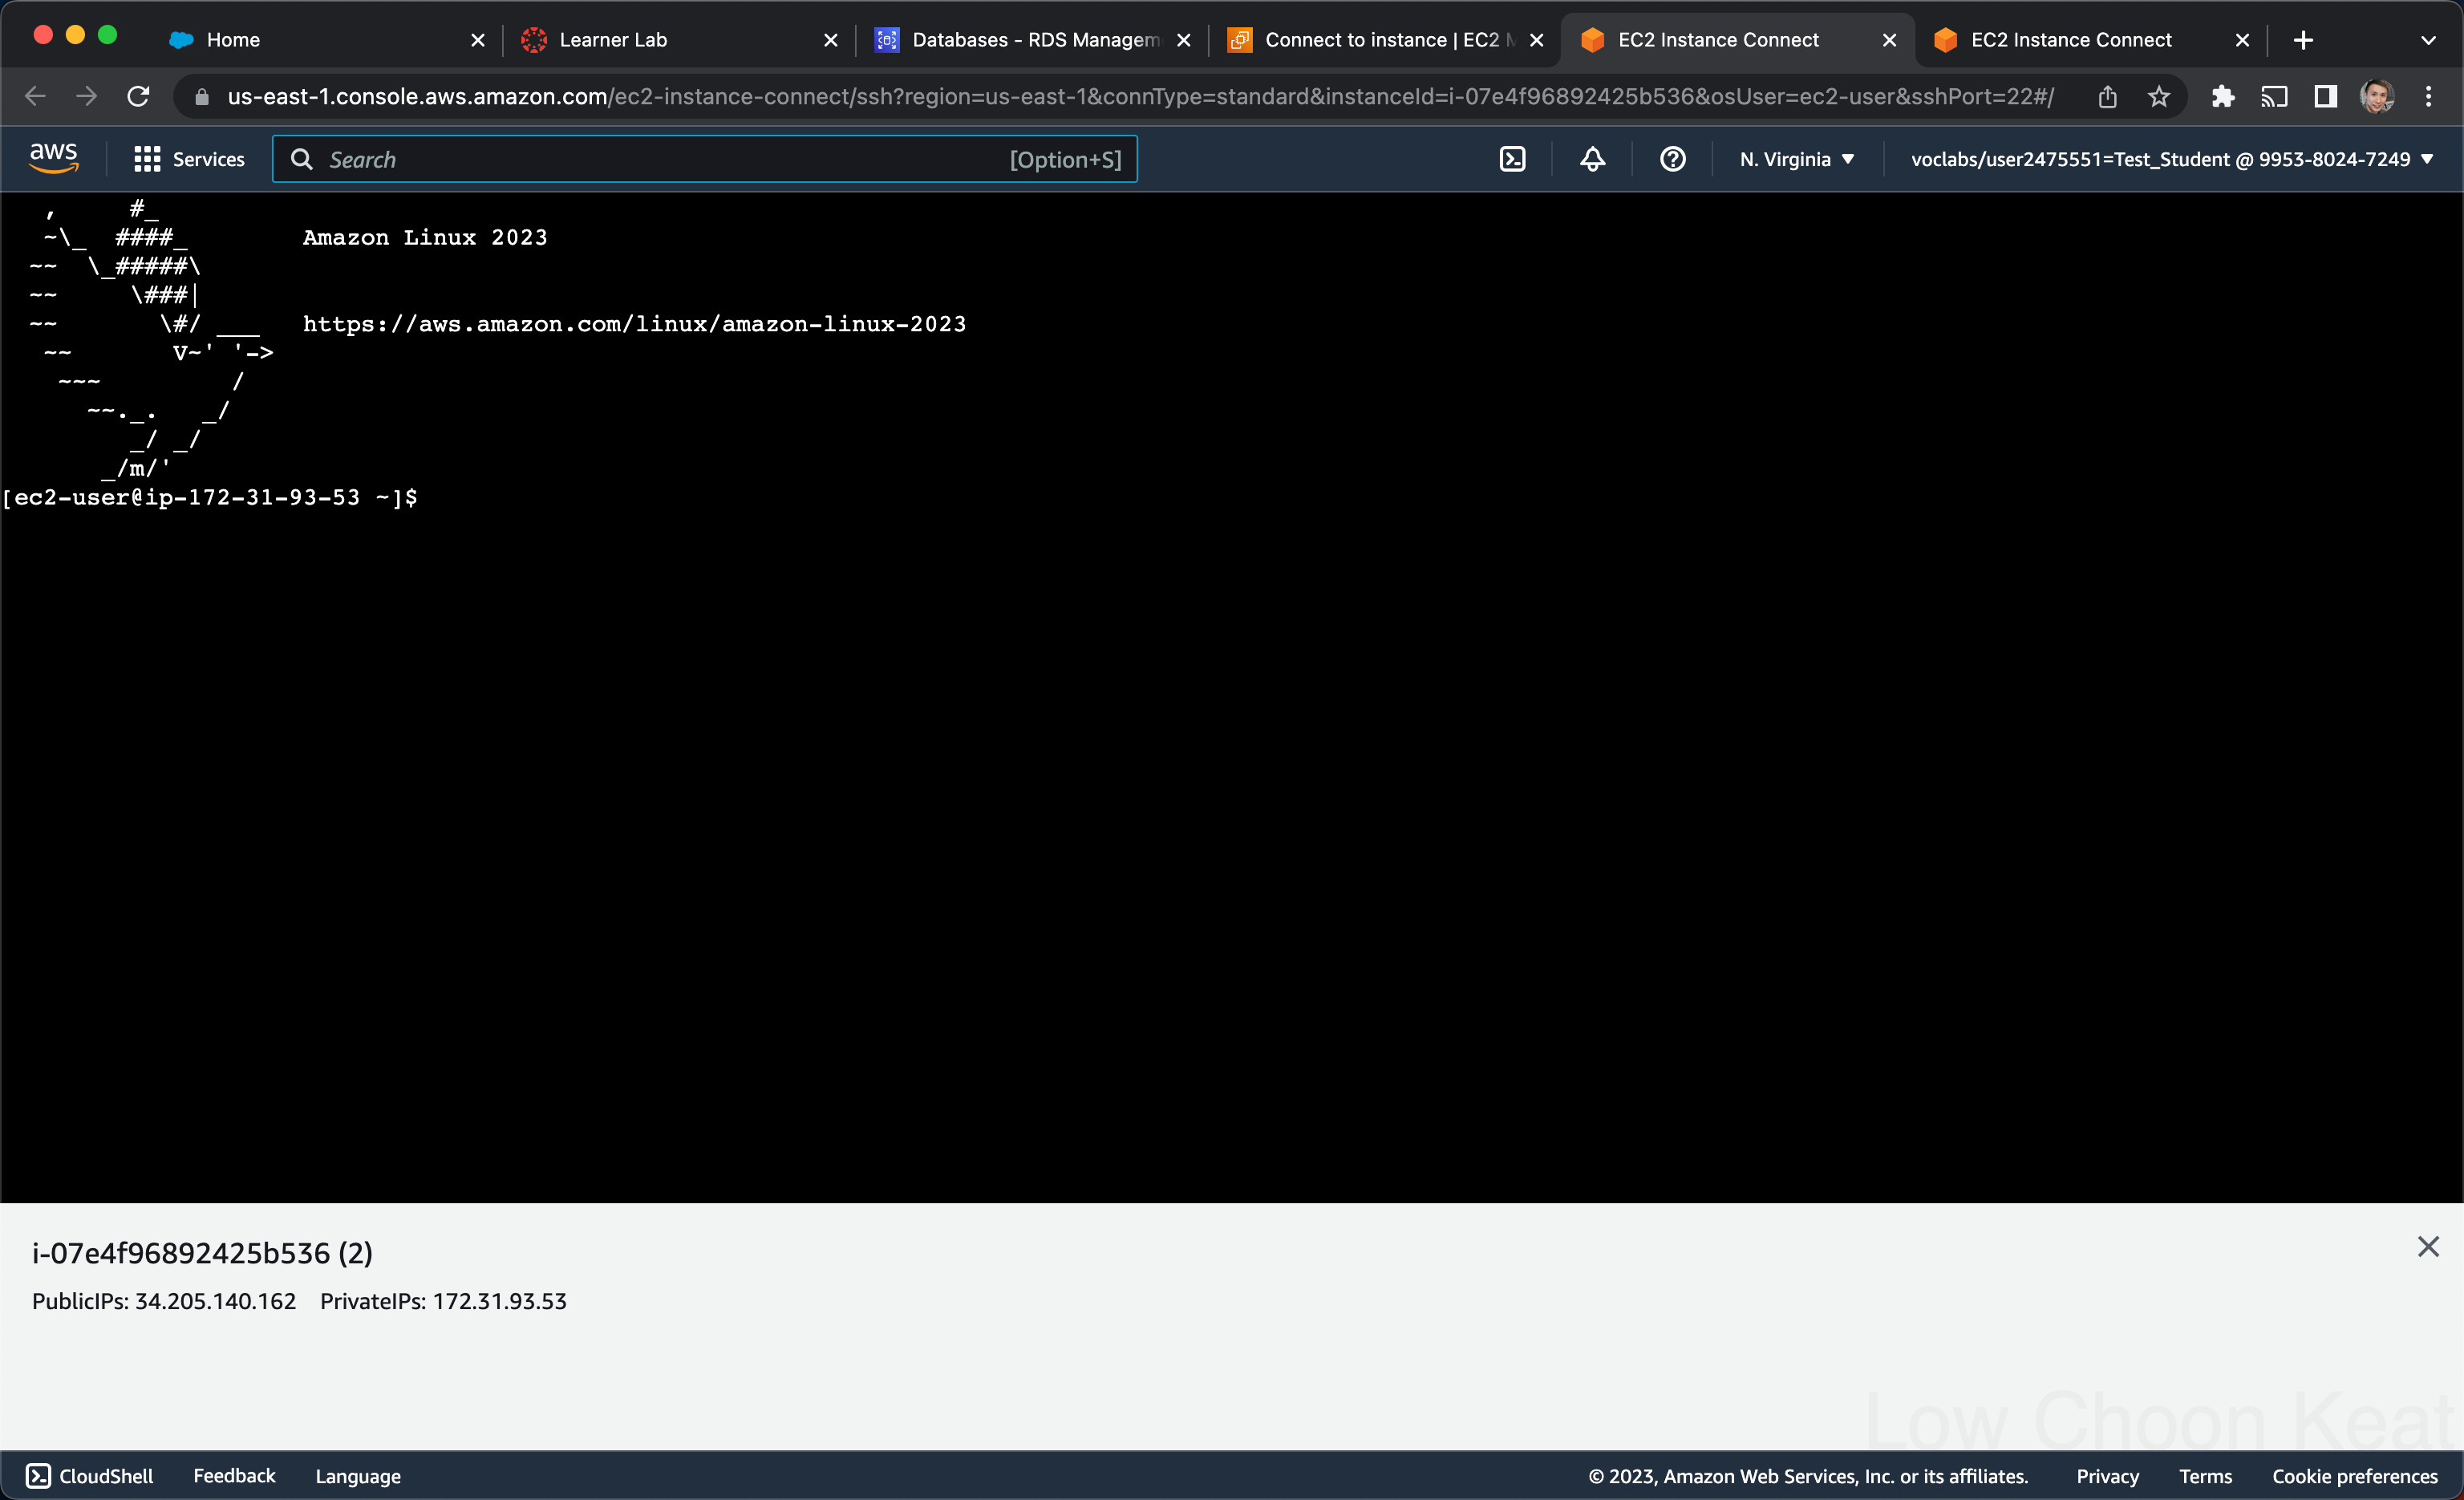 Home
Learner Lab
Databases - RDS Managem
Connect to instance | EC2 M
EC2 Instance Connect
EC2 Instance Connect
us-east-1.console.aws.amazon.com/ec2-instance-connect/ssh?region=us-east-1&connType=standard&instanceId=i-07e4f96892425b536&osUser=ec2-user&sshPort=22#/
aws
Services
Search
[Option+S]
N. Virginia
voclabs/user2475551=Test_Student @ 9953-8024-7249
   ,     #_
   ~\_  ####_        Amazon Linux 2023
  ~~  \_#####\
  ~~     \###|
  ~~       \#/ ___   https://aws.amazon.com/linux/amazon-linux-2023
   ~~       V~' '->
    ~~~         /
      ~~._.   _/
         _/ _/
       _/m/'
[ec2-user@ip-172-31-93-53 ~]$
i-07e4f96892425b536 (2)
PublicIPs: 34.205.140.162 PrivateIPs: 172.31.93.53
Low Choon Keat
CloudShell
Feedback
Language
© 2023, Amazon Web Services, Inc. or its affiliates.
Privacy
Terms
Cookie preferences